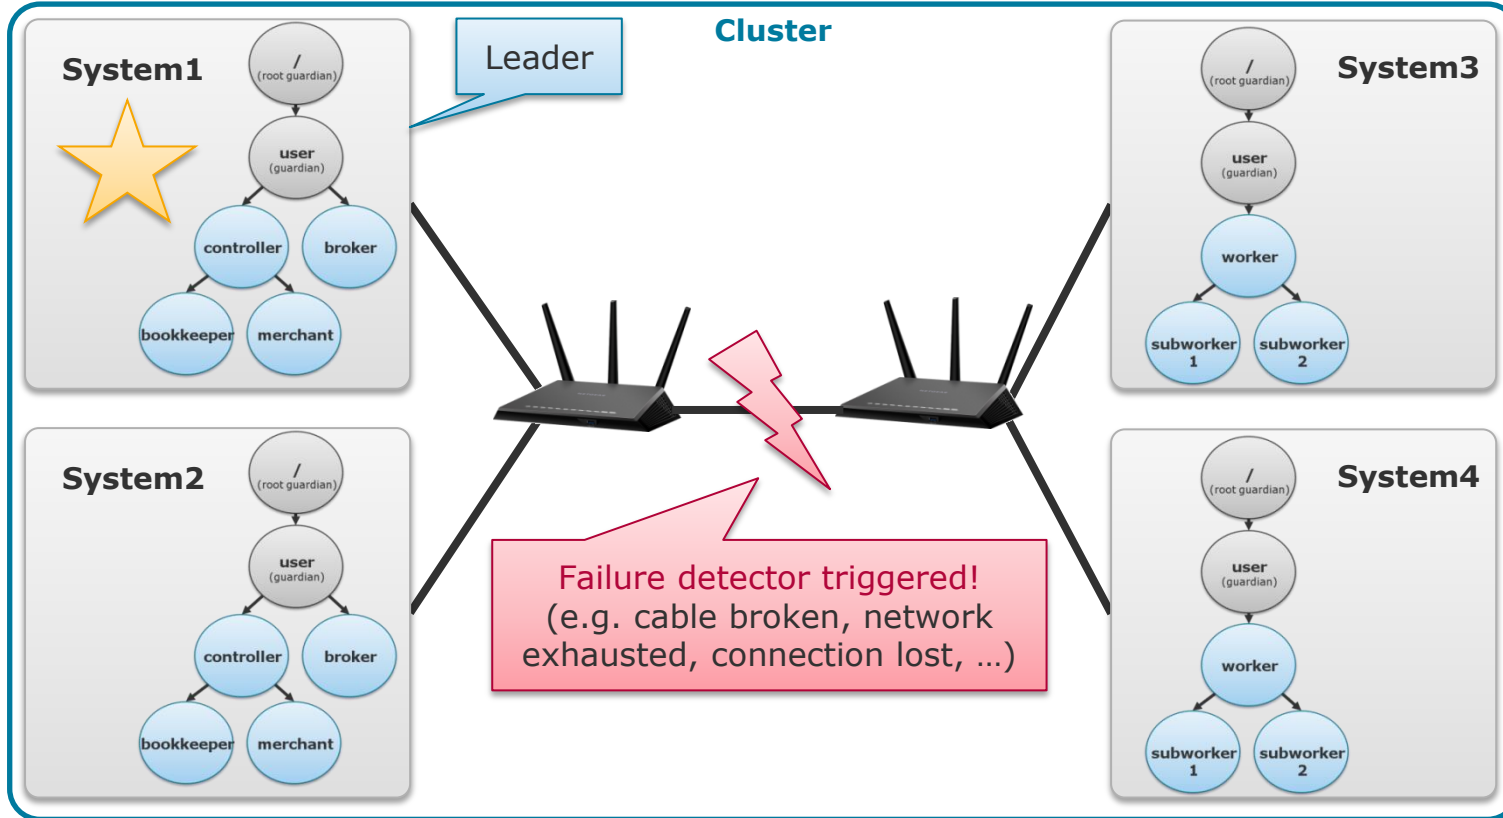 Cluster
System1
/
(root guardian)
user
(guardian)
controller
broker
bookkeeper
merchant
Leader
System3
/
(root guardian)
user
(guardian)
worker
subworker
1
subworker
2
System2
/
(root guardian)
user
(guardian)
controller
broker
bookkeeper
merchant
Failure detector triggered!
(e.g. cable broken, network
exhausted, connection lost, …)
System4
/
(root guardian)
user
(guardian)
worker
subworker
1
subworker
2